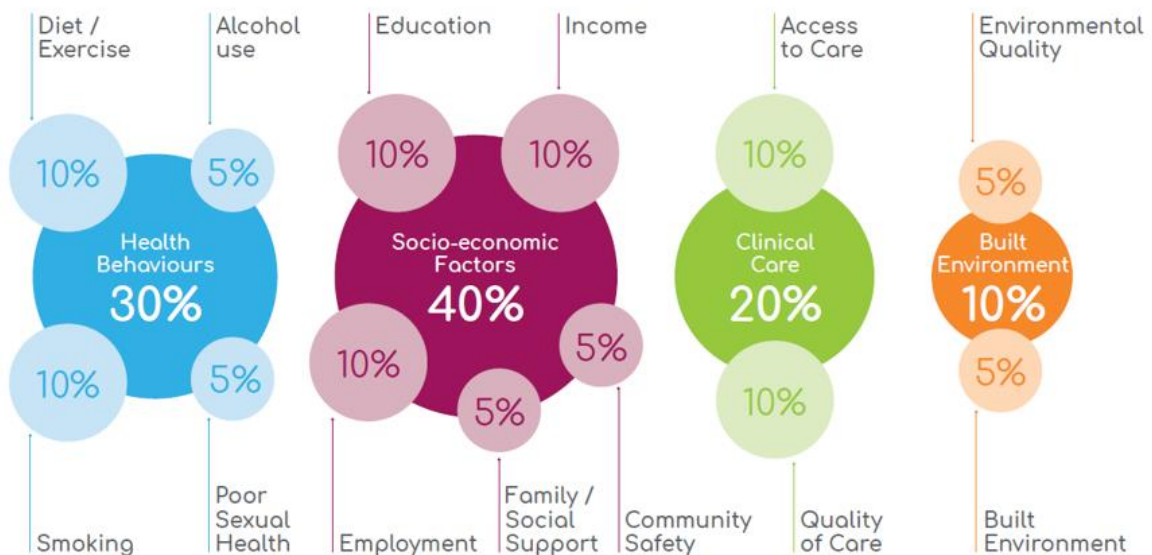 Diet /
Exercise
Alcohol
use
Education
Income
Access
to Care
Environmental
Quality
10%
5%
10%
10%
10%
5%
Health
Behaviours
30%
Socio-economic
Factors
40%
Clinical
Care
20%
Built
Environment
10%
10%
5%
10%
5%
5%
10%
5%
Smoking
Poor
Sexual
Health
Employment
Family /
Social
Support
Community
Safety
Quality
of Care
Built
Environment